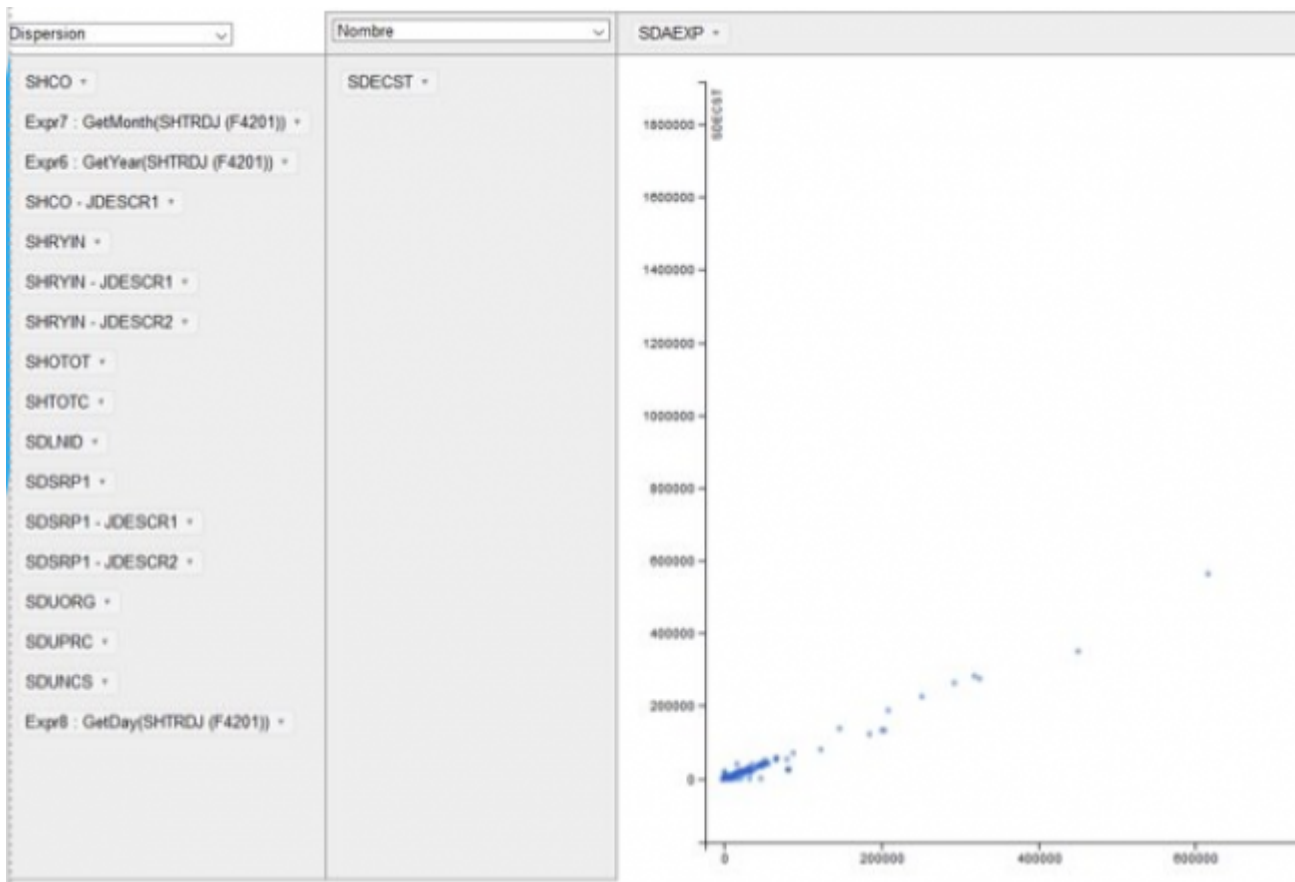 Dispersion
Nombre
SDAEXP
SHCO
SDECST
Expr7 : GetMonth(SHTRDJ (F4201))
Expr6 : GetYear(SHTRDJ (F4201))
SHCO - JDESCR1
SHRYIN
SHRYIN - JDESCR1
SHRYIN - JDESCR2
SHOTOT
SHTOTC
SDLNID
SDSRP1
SDSRP1 - JDESCR1
SDSRP1 - JDESCR2
SDUORG
SDUPRC
SDUNCS
Expr8 : GetDay(SHTRDJ (F4201))
SDECST
1800000
1600000
1400000
1200000
1000000
800000
600000
400000
200000
0
0
200000
400000
600000